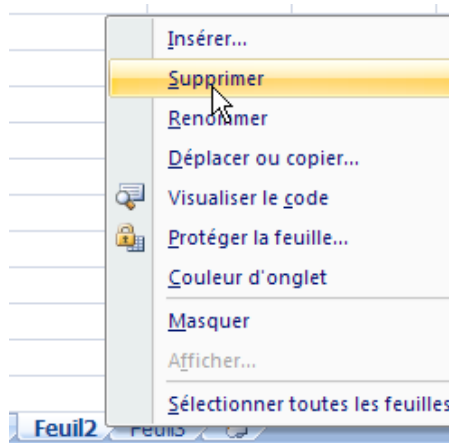 Insérer...
Supprimer
Renommer
Déplacer ou copier...
Visualiser le code
Protéger la feuille...
Couleur d'onglet
Masquer
Afficher...
Sélectionner toutes les feuilles
Feuil2 Feuil3